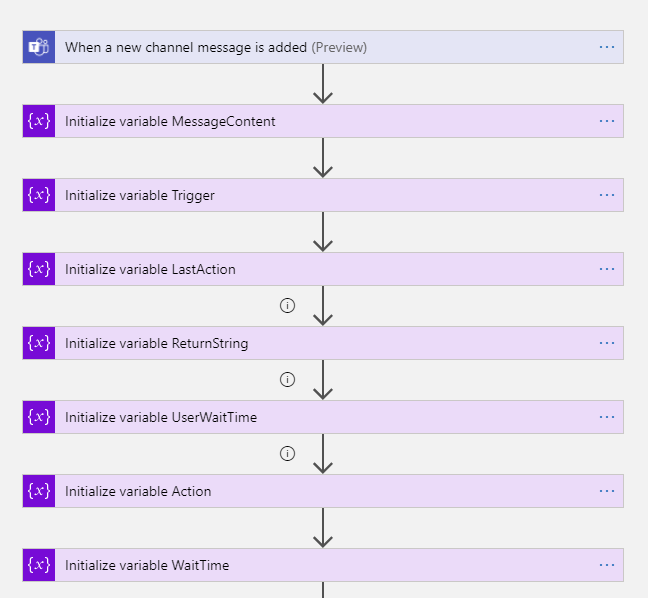 When a new channel message is added (Preview)
{x} Initialize variable MessageContent
{x} Initialize variable Trigger
{x} Initialize variable LastAction
{x} Initialize variable ReturnString
{x} Initialize variable UserWaitTime
{x} Initialize variable Action
{x} Initialize variable WaitTime